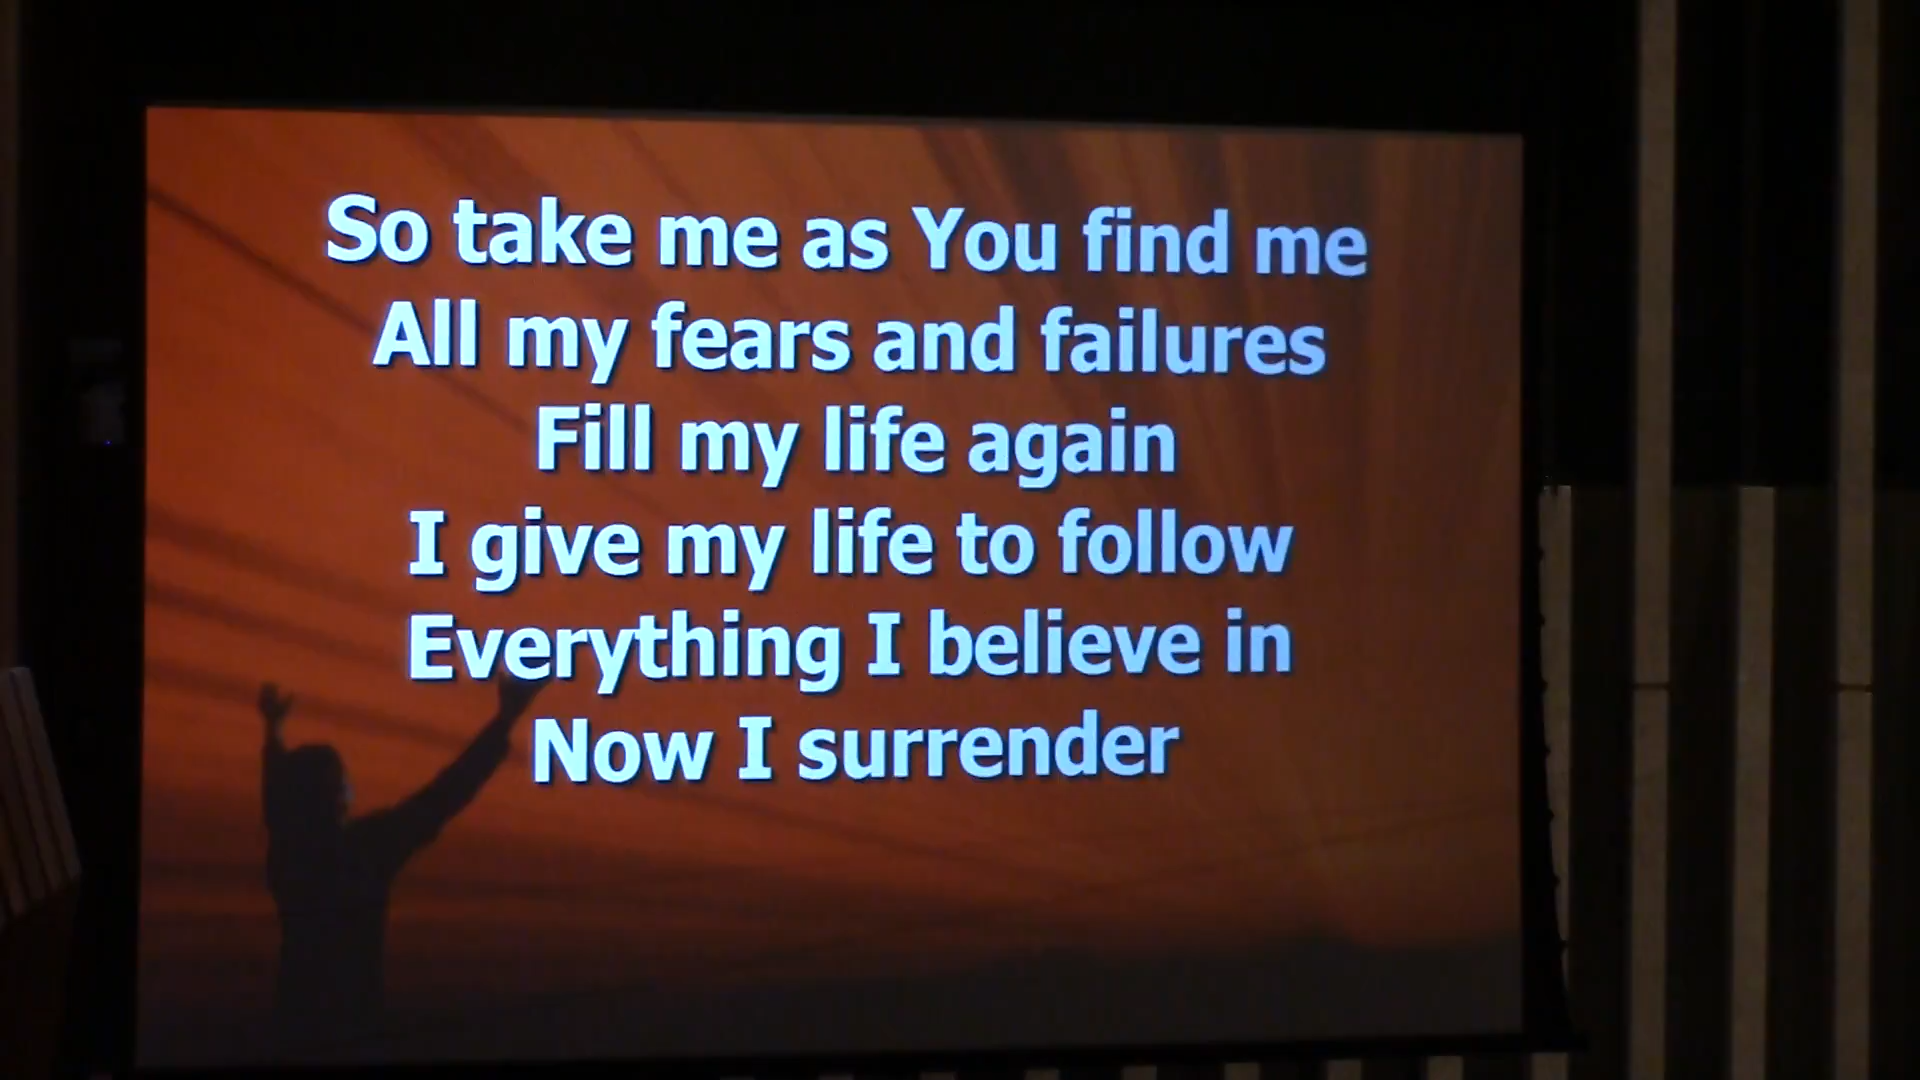 So take me as You find me
All my fears and failures
Fill my life again
I give my life to follow
Everything I believe in
Now I surrender